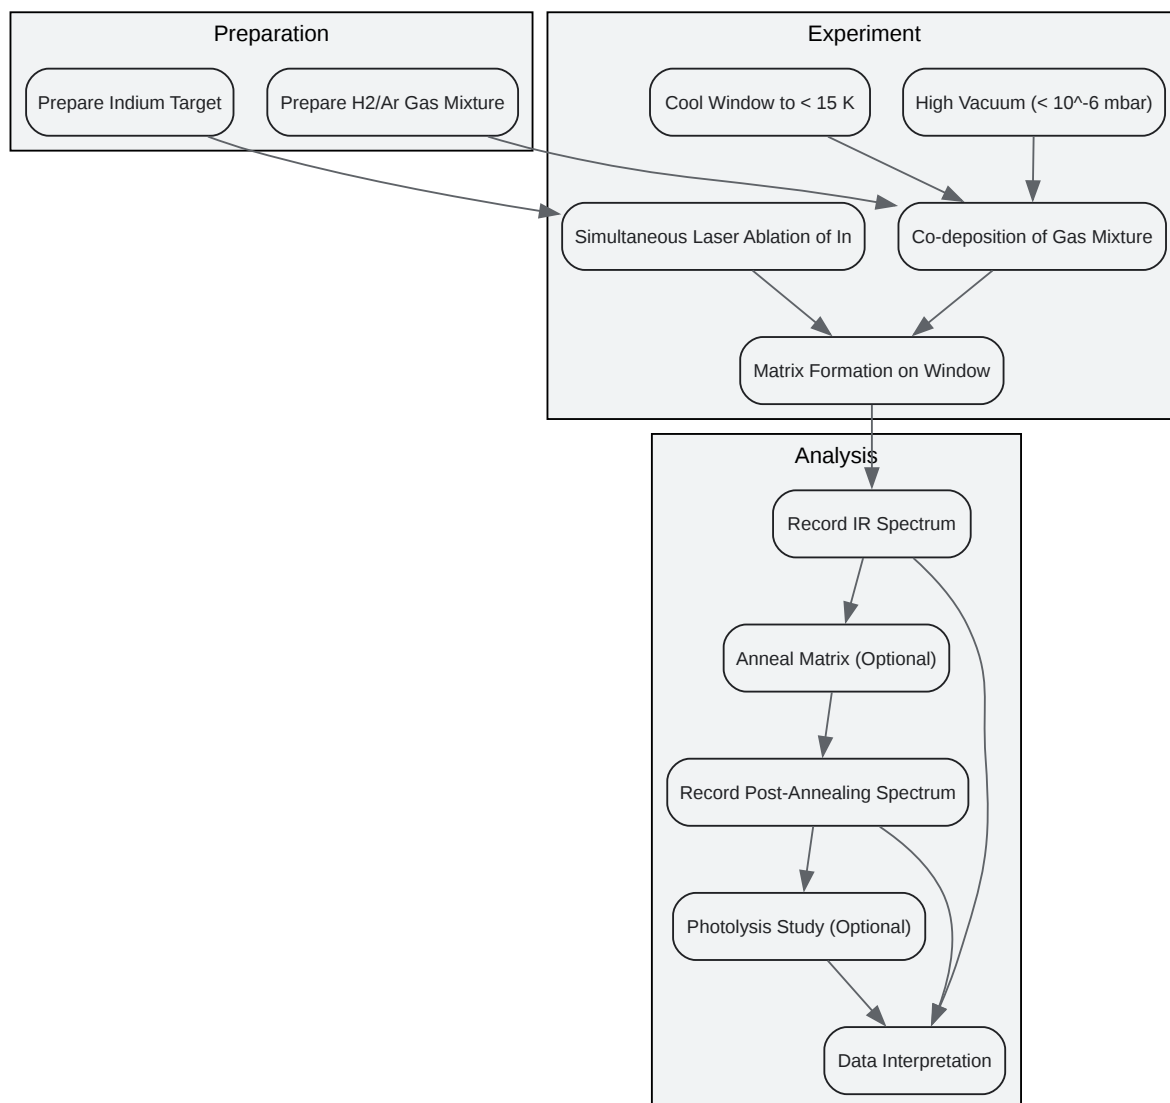 Preparation
Experiment
Prepare Indium Target
Prepare H2/Ar Gas Mixture
Cool Window to < 15 K
High Vacuum (< 10^-6 mbar)
Simultaneous Laser Ablation of In
Co-deposition of Gas Mixture
Matrix Formation on Window
Analysis
Record IR Spectrum
Anneal Matrix (Optional)
Record Post-Annealing Spectrum
Photolysis Study (Optional)
Data Interpretation